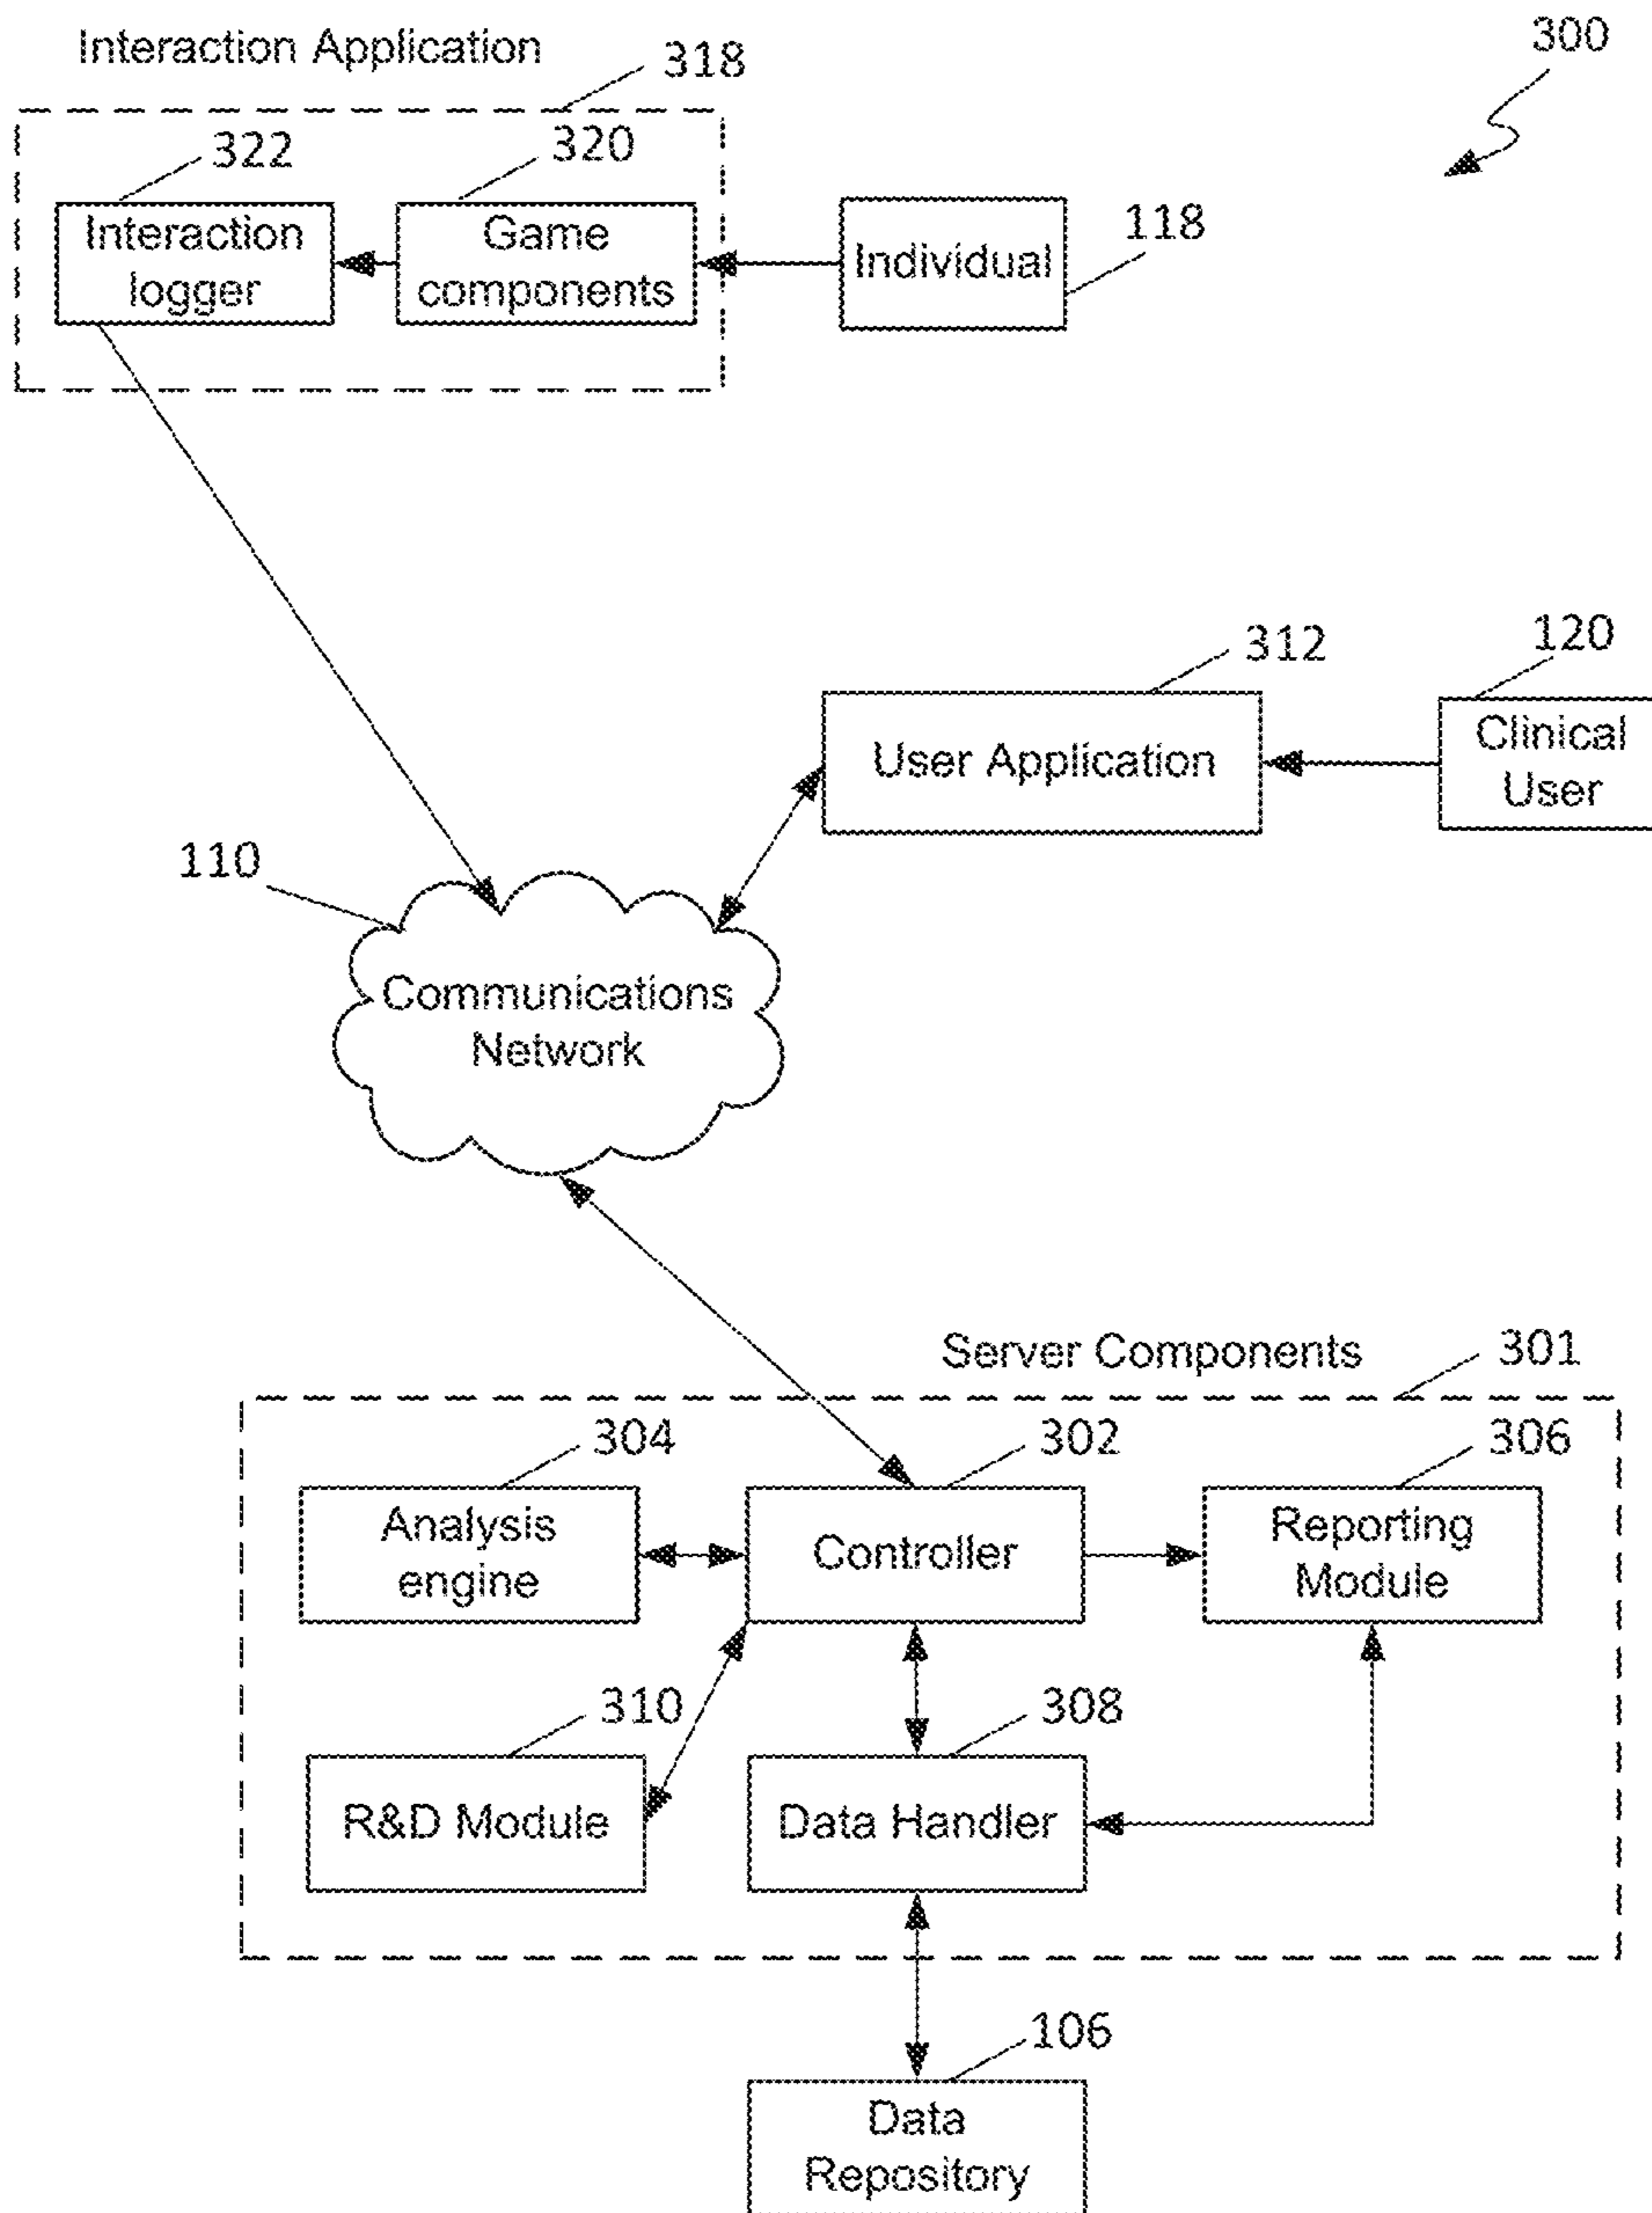 300
Interaction Application
318
322
320
Interaction
logger
Game
components
Individual
118
312
120
User Application
Clinical
User
110
Communications
Network
Server Components
301
304
302
306
Analysis
engine
Controller
Reporting
Module
310
308
R&D Module
Data Handler
106
Data
Repository